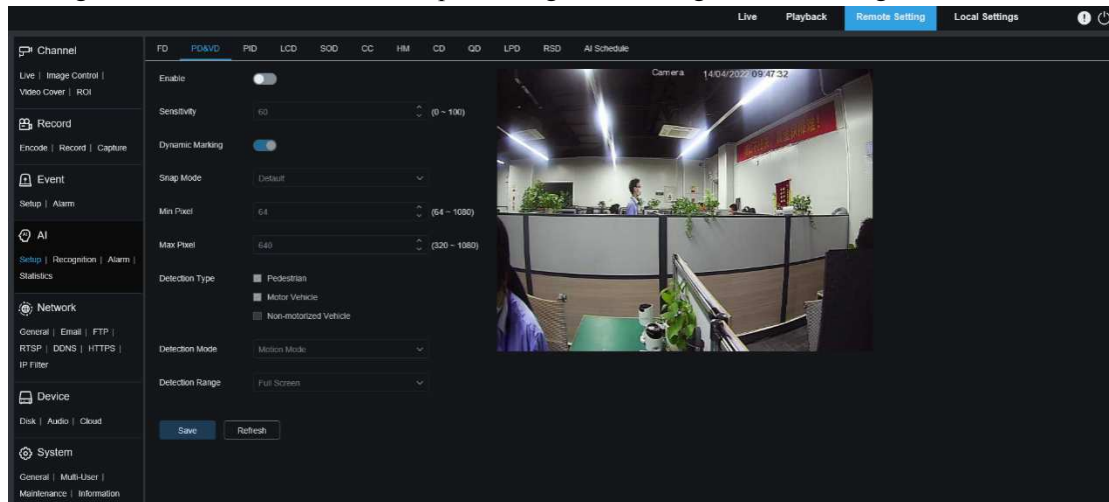 Live Playback Remote Setting Local Settings
Channel
Live | Image Control |
Video Cover | ROI
Record
Encode | Record | Capture
Event
Setup | Alarm
AI
Setup | Recognition | Alarm |
Statistics
Network
General | Email | FTP |
RTSP | DDNS | HTTPS |
IP Filter
Device
Disk | Audio | Cloud
System
General | Multi-User |
Maintenance | Information
FD PD&VD PID LCD SOD CC HM CD QD LPD RSD AI Schedule
Enable
Sensitivity 60 (0 ~ 100)
Dynamic Marking
Snap Mode Default
Min Pixel 64 (64 ~ 1080)
Max Pixel 640 (320 ~ 1080)
Detection Type Pedestrian
Motor Vehicle
Non-motorized Vehicle
Detection Mode Motion Mode
Detection Range Full Screen
Save Refresh
Camera 14/04/2022 09:47:32